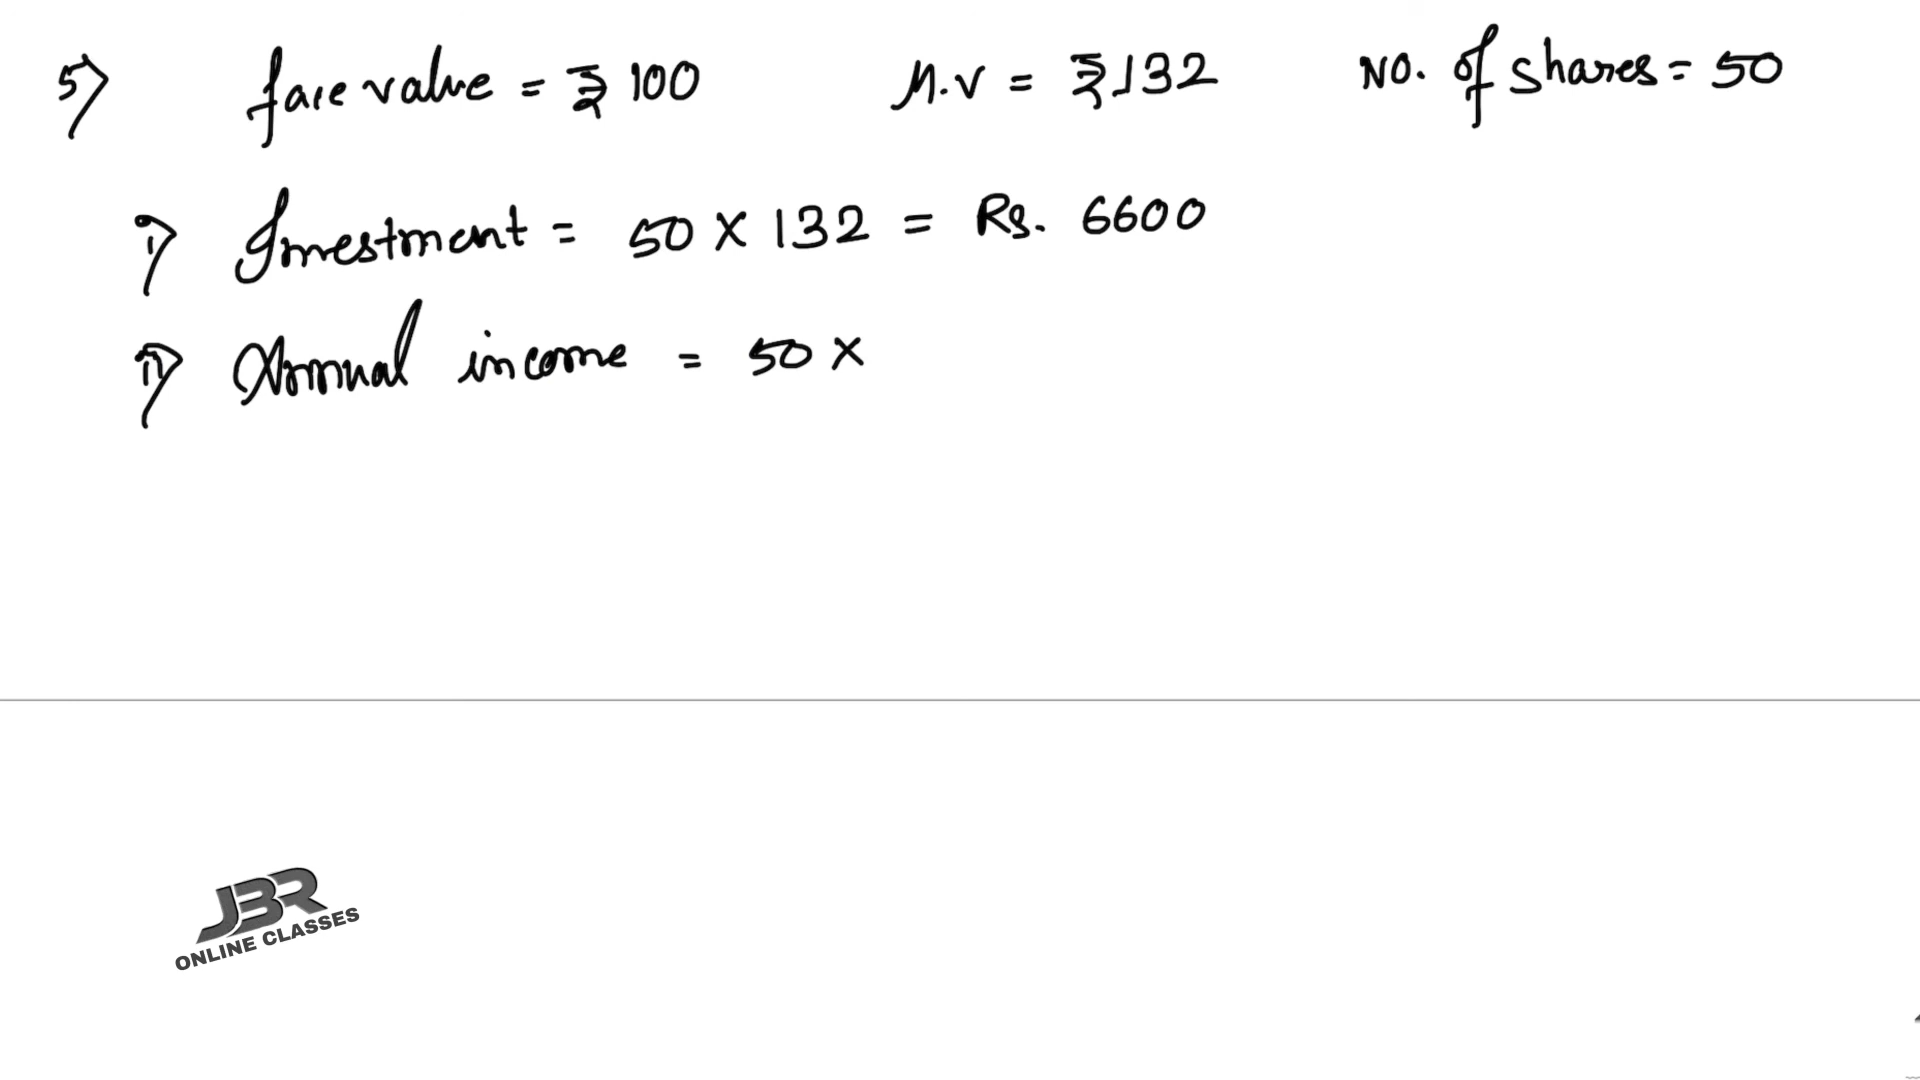 5) face value = ₹ 100 M.V = ₹132 No. of shares = 50
i) Investment = 50 × 132 = Rs. 6600
ii) Annual income = 50 ×
JBR
ONLINE CLASSES